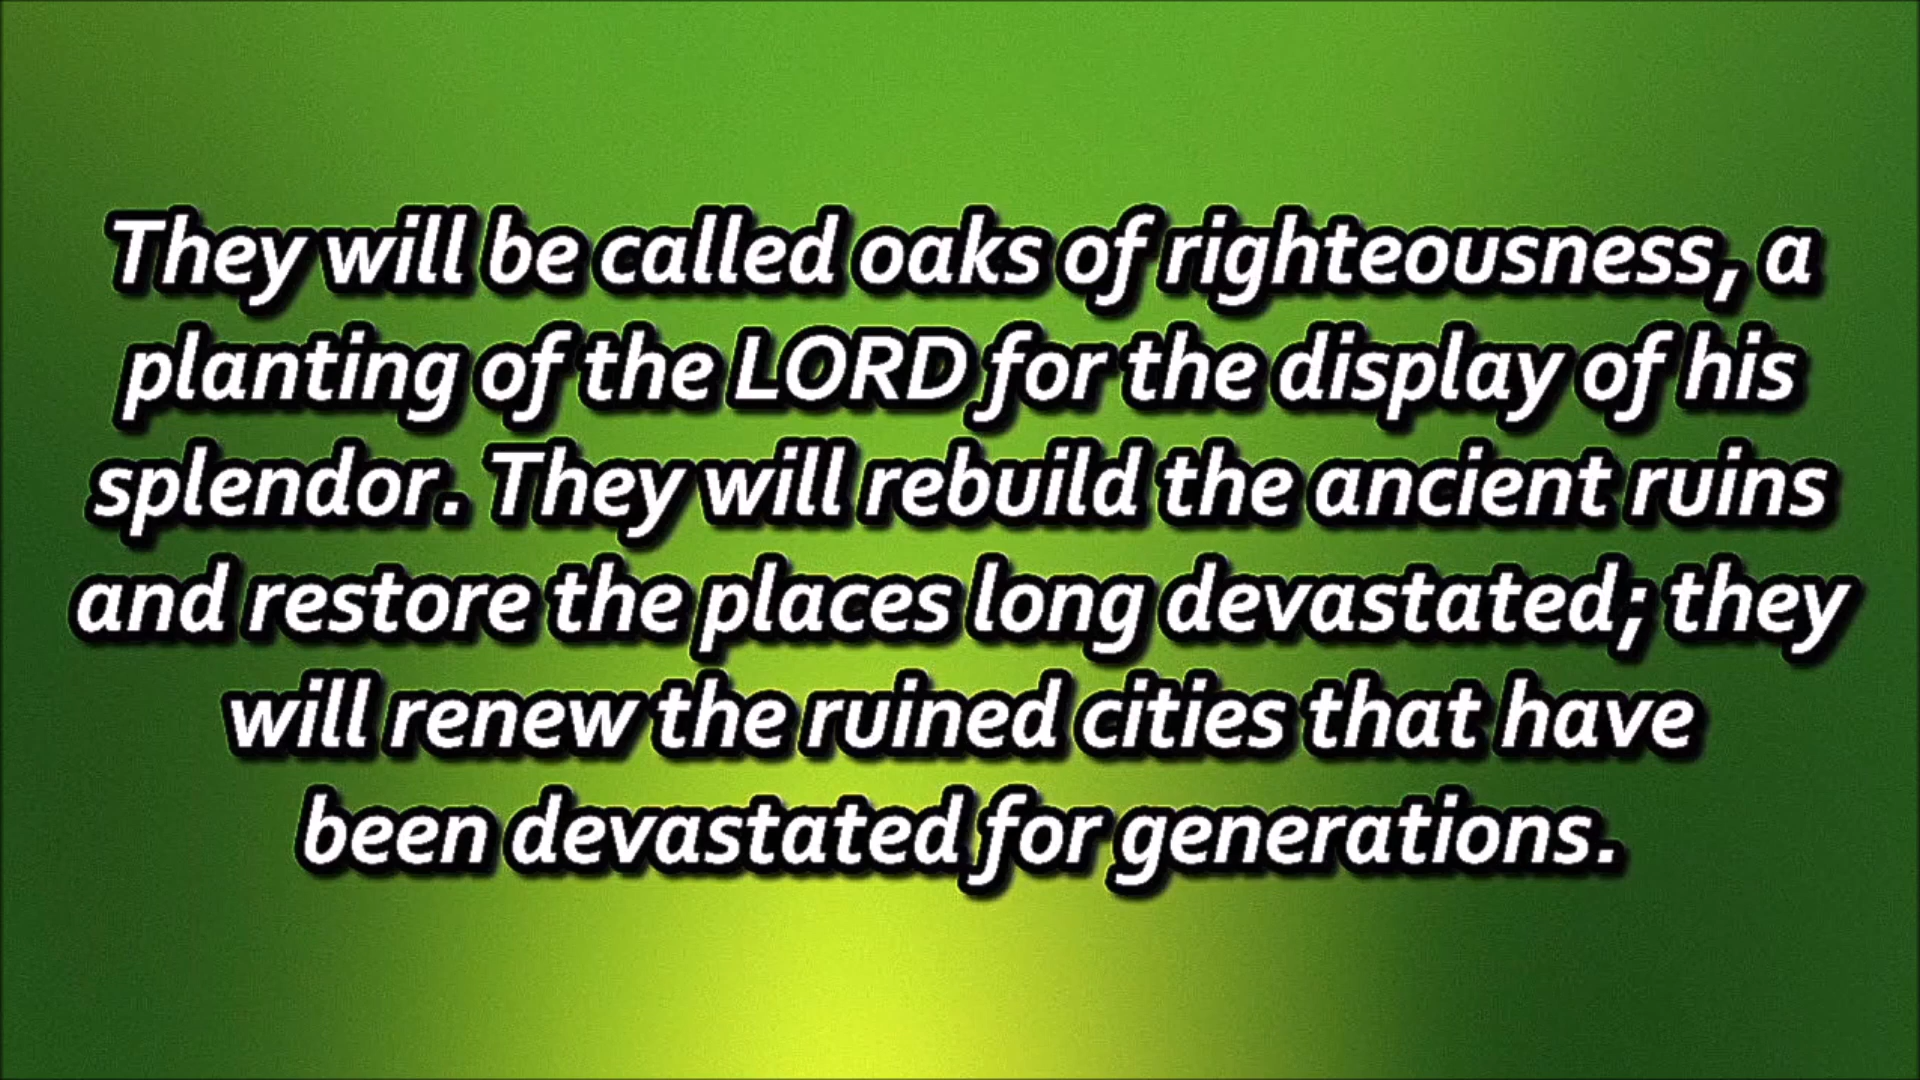 They will be called oaks of righteousness, a
planting of the LORD for the display of his
splendor. They will rebuild the ancient ruins
and restore the places long devastated; they
will renew the ruined cities that have
been devastated for generations.